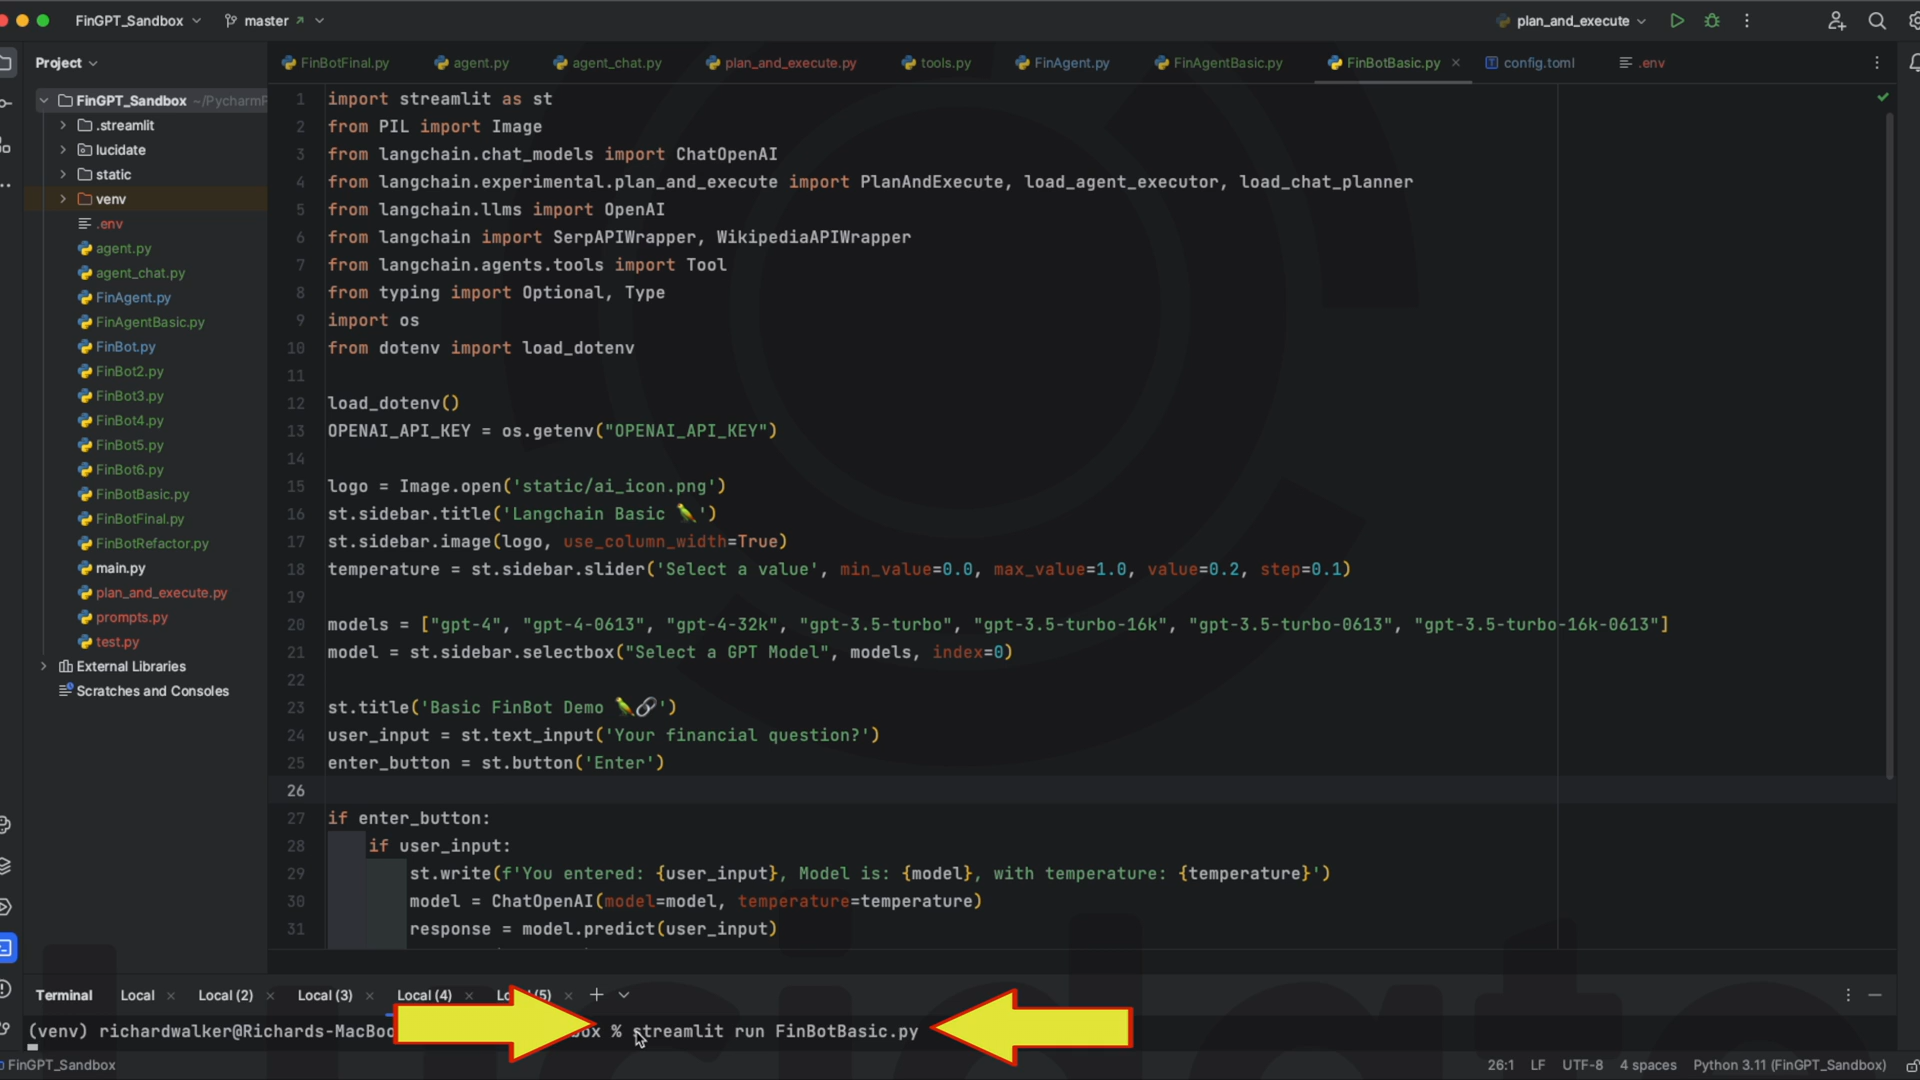 FinGPT_Sandbox master plan_and_execute
Project
FinBotFinal.py agent.py agent_chat.py plan_and_execute.py tools.py FinAgent.py FinAgentBasic.py FinBotBasic.py config.toml .env
FinGPT_Sandbox ~/PycharmP
.streamlit
lucidate
static
venv
.env
agent.py
agent_chat.py
FinAgent.py
FinAgentBasic.py
FinBot.py
FinBot2.py
FinBot3.py
FinBot4.py
FinBot5.py
FinBot6.py
FinBotBasic.py
FinBotFinal.py
FinBotRefactor.py
main.py
plan_and_execute.py
prompts.py
test.py
External Libraries
Scratches and Consoles
1 import streamlit as st
2 from PIL import Image
3 from langchain.chat_models import ChatOpenAI
4 from langchain.experimental.plan_and_execute import PlanAndExecute, load_agent_executor, load_chat_planner
5 from langchain.llms import OpenAI
6 from langchain import SerpAPIWrapper, WikipediaAPIWrapper
7 from langchain.agents.tools import Tool
8 from typing import Optional, Type
9 import os
10 from dotenv import load_dotenv
11
12 load_dotenv()
13 OPENAI_API_KEY = os.getenv("OPENAI_API_KEY")
14
15 logo = Image.open('static/ai_icon.png')
16 st.sidebar.title('Langchain Basic 🦜')
17 st.sidebar.image(logo, use_column_width=True)
18 temperature = st.sidebar.slider('Select a value', min_value=0.0, max_value=1.0, value=0.2, step=0.1)
19
20 models = ["gpt-4", "gpt-4-0613", "gpt-4-32k", "gpt-3.5-turbo", "gpt-3.5-turbo-16k", "gpt-3.5-turbo-0613", "gpt-3.5-turbo-16k-0613"]
21 model = st.sidebar.selectbox("Select a GPT Model", models, index=0)
22
23 st.title('Basic FinBot Demo 🦜🔗')
24 user_input = st.text_input('Your financial question?')
25 enter_button = st.button('Enter')
26
27 if enter_button:
28 if user_input:
29 st.write(f'You entered: {user_input}, Model is: {model}, with temperature: {temperature}')
30 model = ChatOpenAI(model=model, temperature=temperature)
31 response = model.predict(user_input)
Terminal Local Local (2) Local (3) Local (4) (5)
(venv) richardwalker@Richards-MacBoo box % streamlit run FinBotBasic.py
FinGPT_Sandbox 26:1 LF UTF-8 4 spaces Python 3.11 (FinGPT_Sandbox)